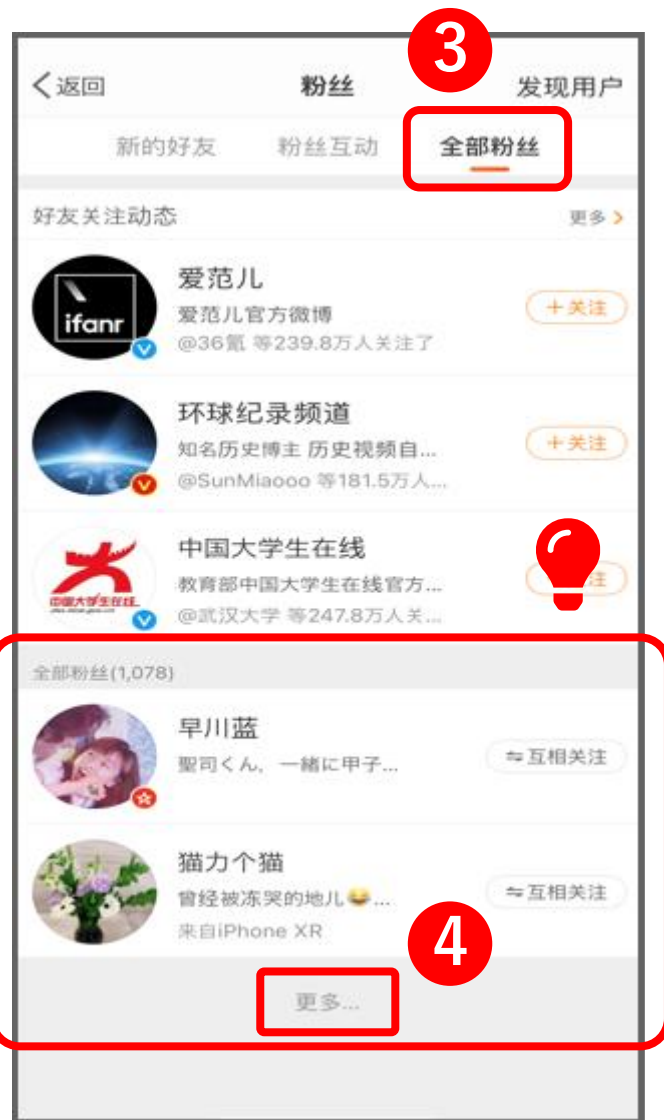 3
返回
粉丝
发现用户
新的好友
粉丝互动
全部粉丝
好友关注动态
更多
ifanr
爱范儿
爱范儿官方微博
@36氪 等239.8万人关注了
+关注
环球纪录频道
知名历史博主 历史视频自...
@SunMiaooo 等181.5万人...
+关注
中国大学生在线
中国大学生在线
教育部中国大学生在线官方...
@武汉大学 等247.8万人关...
注
全部粉丝(1,078)
早川蓝
聖司くん，一緒に甲子...
互相关注
猫力个猫
曾经被冻哭的地儿😂...
来自iPhone XR
互相关注
4
更多...